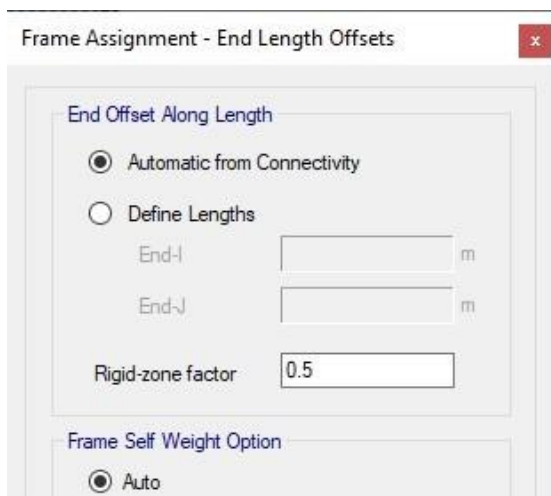 Frame Assignment - End Length Offsets x
End Offset Along Length
Automatic from Connectivity
Define Lengths
End-I m
End-J m
Rigid-zone factor 0.5
Frame Self Weight Option
Auto